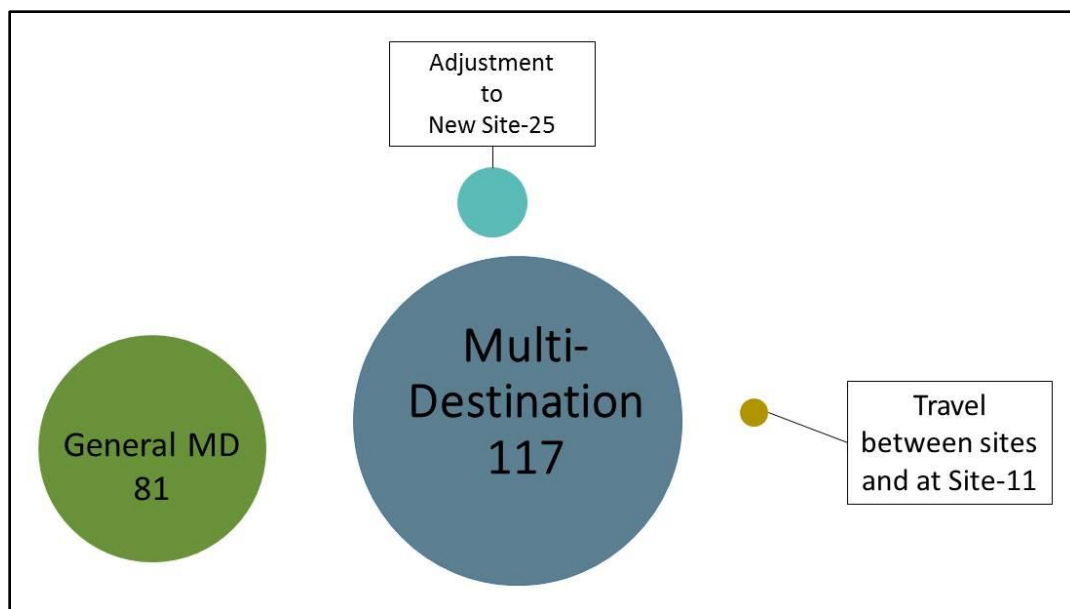 Adjustment
to
New Site-25
Multi-
Destination
117
General MD
81
Travel
between sites
and at Site-11